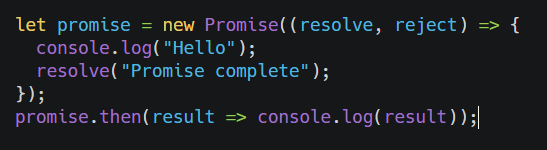 let promise = new Promise((resolve, reject) => {
  console.log("Hello");
  resolve("Promise complete");
});
promise.then(result => console.log(result));